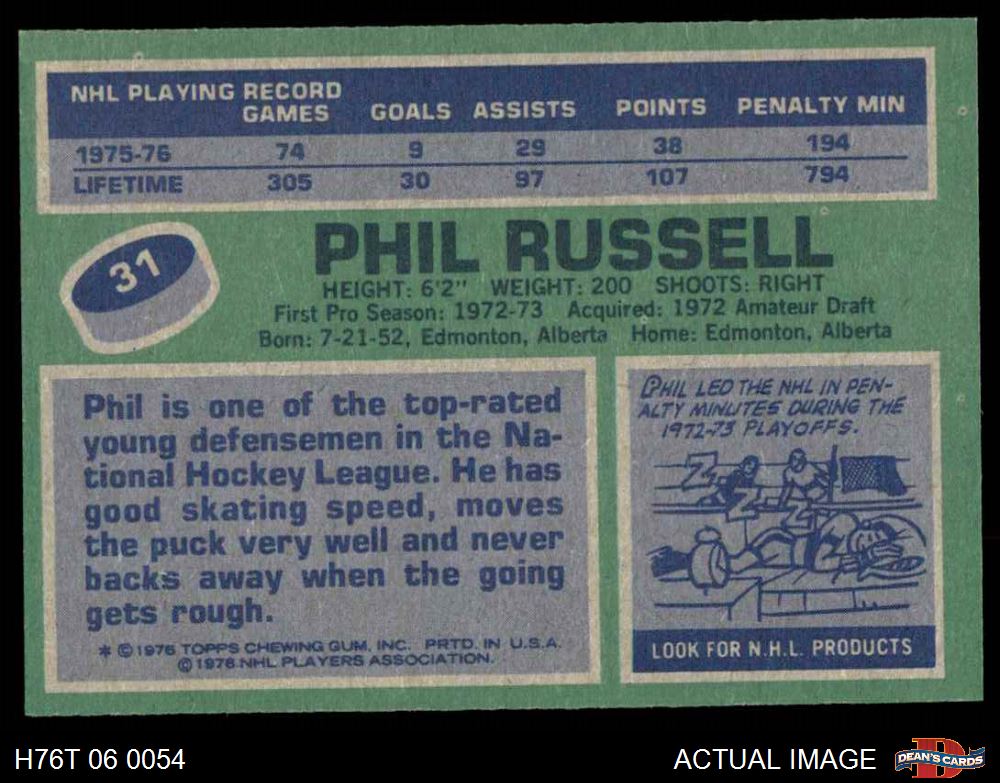 NHL PLAYING RECORD
GAMES GOALS ASSISTS POINTS PENALTY MIN
1975-76 74 9 29 38 194
LIFETIME 305 30 97 107 794
31
PHIL RUSSELL
HEIGHT: 6'2" WEIGHT: 200 SHOOTS: RIGHT
First Pro Season: 1972-73 Acquired: 1972 Amateur Draft
Born: 7-21-52, Edmonton, Alberta Home: Edmonton, Alberta
Phil is one of the top-rated
young defensemen in the Na-
tional Hockey League. He has
good skating speed, moves
the puck very well and never
backs away when the going
gets rough.
* © 1976 TOPPS CHEWING GUM, INC. PRTD. IN U.S.A.
© 1976 NHL PLAYERS ASSOCIATION.
PHIL LED THE NHL IN PEN-
ALTY MINUTES DURING THE
1972-73 PLAYOFFS.
Z Z Z
LOOK FOR N.H.L. PRODUCTS
H76T 06 0054
ACTUAL IMAGE
D
DEAN'S CARDS